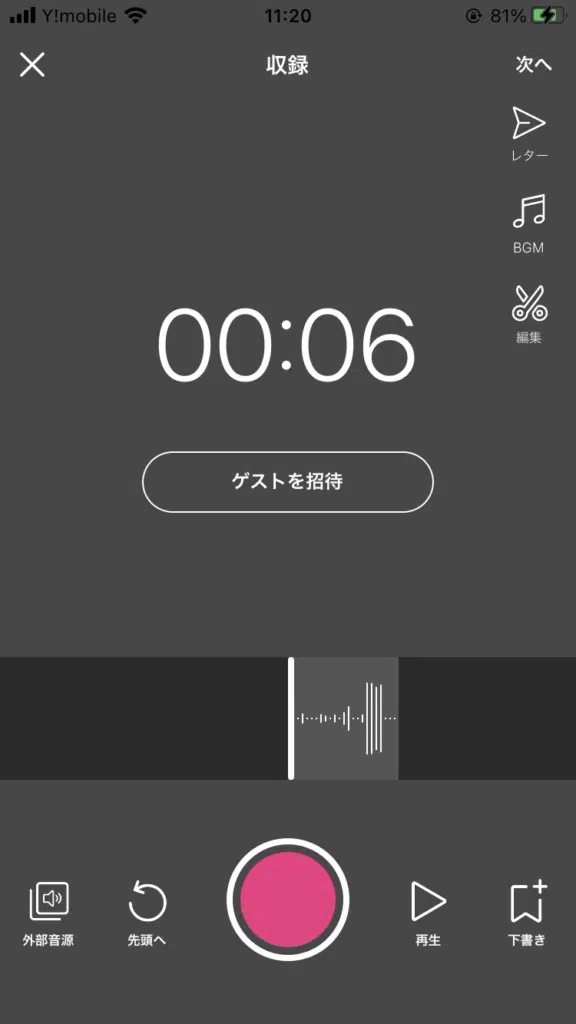 Y!mobile 11:20 81%
収録 次へ
レター
BGM
編集
00:06
ゲストを招待
外部音源 先頭へ 再生 下書き